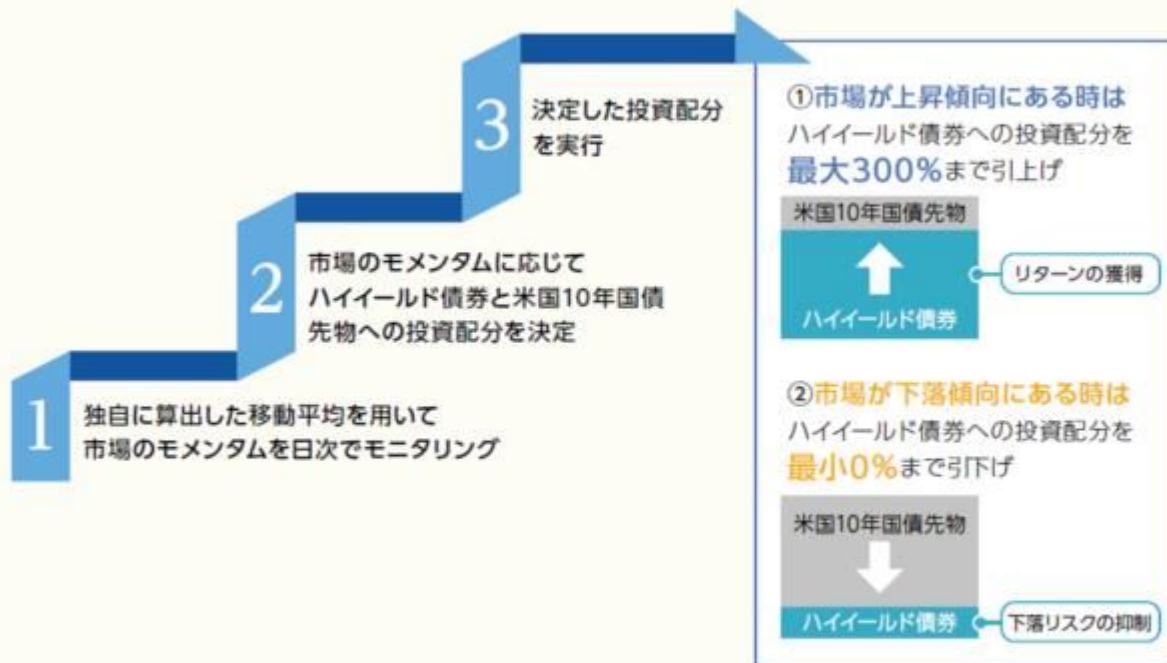 1
独自に算出した移動平均を用いて
市場のモメンタムを日次でモニタリング
2
市場のモメンタムに応じて
ハイイールド債券と米国10年国債
先物への投資配分を決定
3
決定した投資配分
を実行
①市場が上昇傾向にある時は
ハイイールド債券への投資配分を
最大300%まで引上げ
米国10年国債先物
ハイイールド債券
リターンの獲得
②市場が下落傾向にある時は
ハイイールド債券への投資配分を
最小0%まで引下げ
米国10年国債先物
ハイイールド債券
下落リスクの抑制